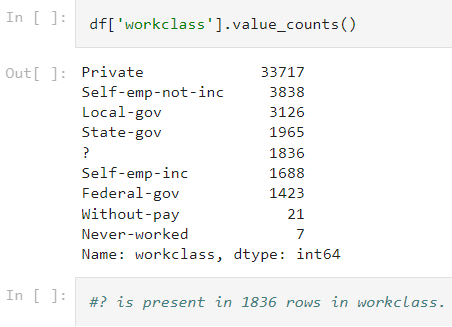 In [ ]: df['workclass'].value_counts()
Out[ ]: Private 33717
Self-emp-not-inc 3838
Local-gov 3126
State-gov 1965
? 1836
Self-emp-inc 1688
Federal-gov 1423
Without-pay 21
Never-worked 7
Name: workclass, dtype: int64
In [ ]: #? is present in 1836 rows in workclass.